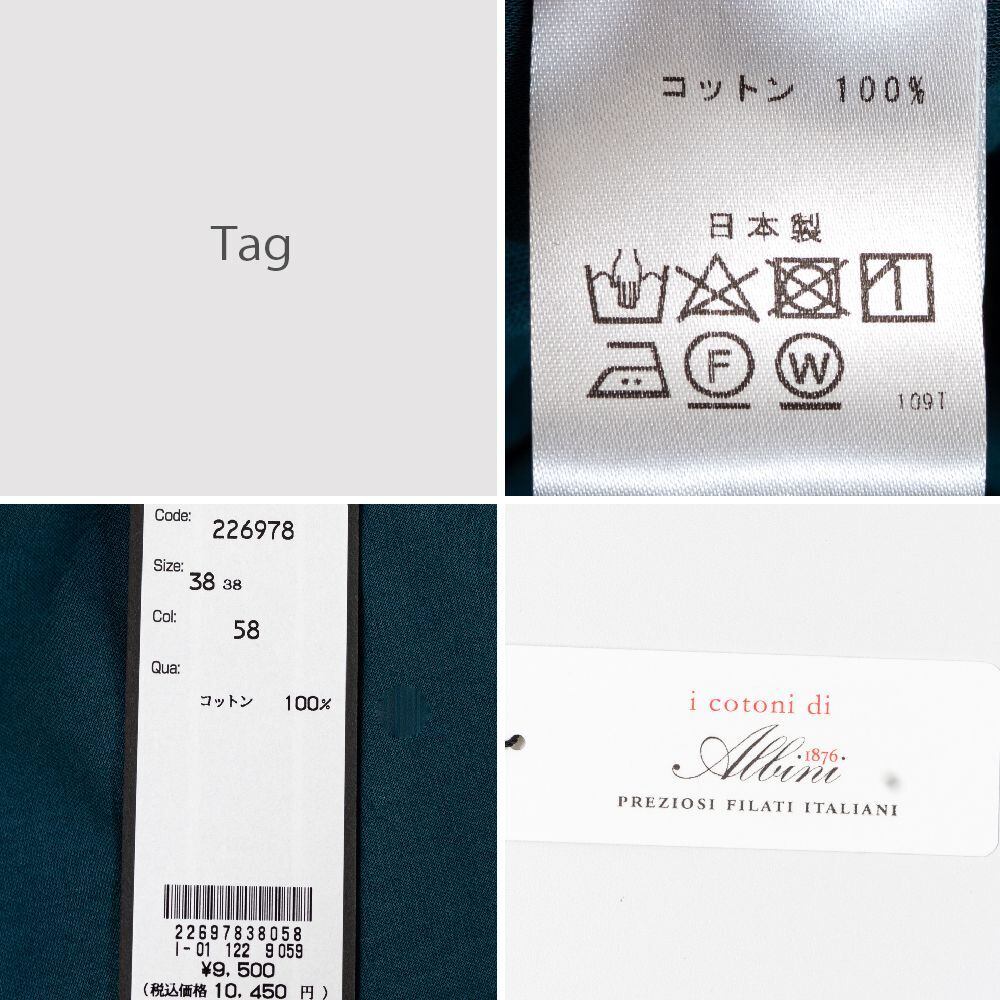 Tag
コットン 100%
日本製
F W
1091
Code: 226978
Size: 38 38
Col: 58
Qua:
コットン 100%
22697838058
I-01 122 9059
¥9,500
(税込価格 10,450 円)
i cotoni di
Albini 1876
PREZIOSI FILATI ITALIANI